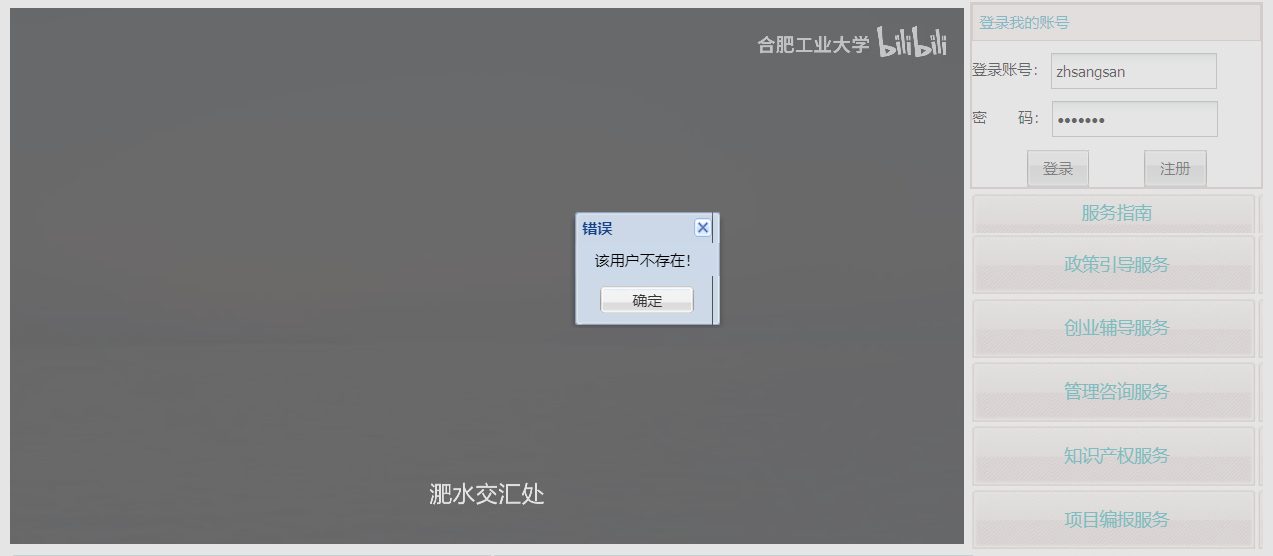 合肥工业大学 bilibili
错误
该用户不存在!
确定
淝水交汇处
登录我的账号
登录账号: zhsangsan
密 码: •••••••
登录 注册
服务指南
政策引导服务
创业辅导服务
管理咨询服务
知识产权服务
项目编报服务